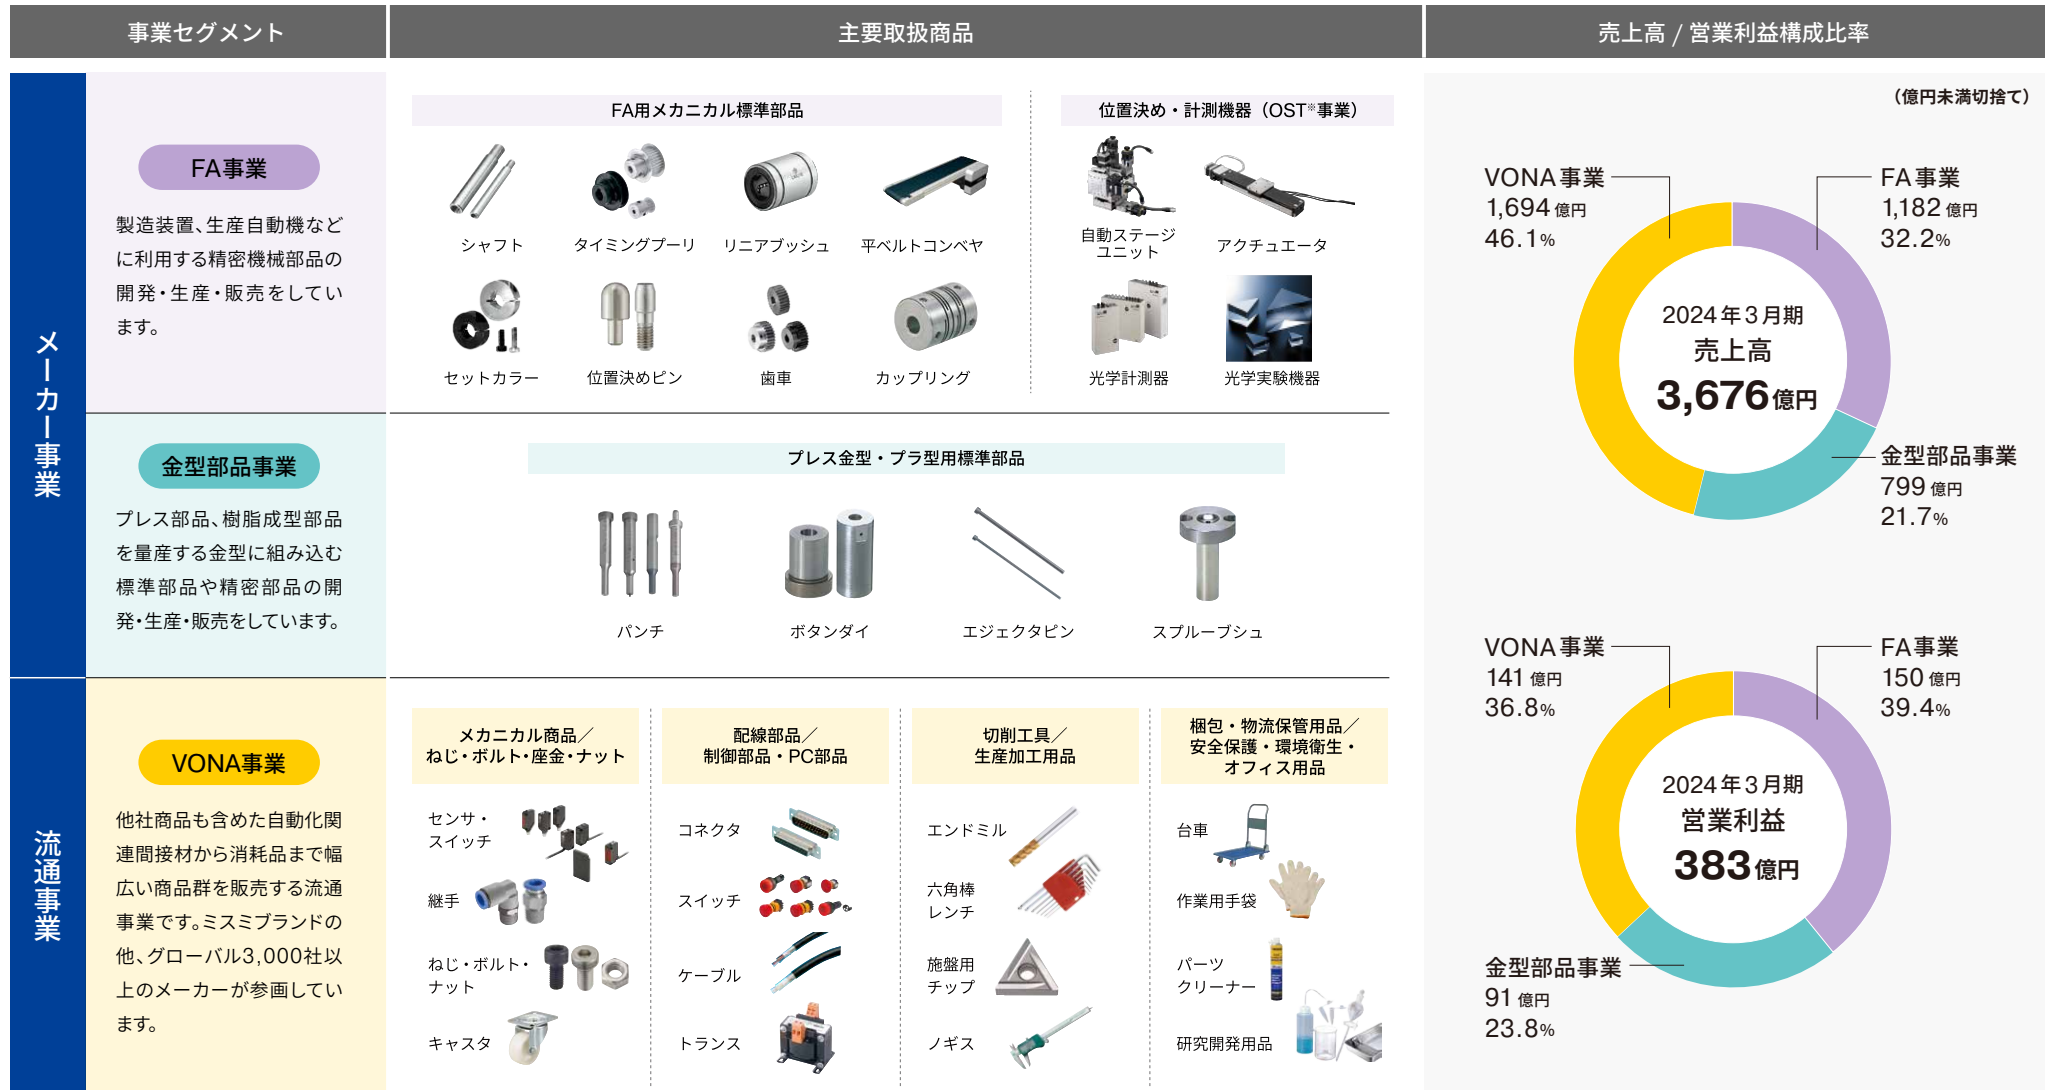 事業セグメント
主要取扱商品
売上高 / 営業利益構成比率
メーカー事業
FA事業
製造装置、生産自動機など
に利用する精密機械部品の
開発・生産・販売をしてい
ます。
FA用メカニカル標準部品
シャフト
タイミングプーリ
リニアブッシュ
平ベルトコンベヤ
セットカラー
位置決めピン
歯車
カップリング
位置決め・計測機器（OST※事業）
自動ステージ
ユニット
アクチュエータ
光学計測器
光学実験機器
金型部品事業
プレス部品、樹脂成型部品
を量産する金型に組み込む
標準部品や精密部品の開
発・生産・販売をしています。
プレス金型・プラ型用標準部品
パンチ
ボタンダイ
エジェクタピン
スプルーブシュ
流通事業
VONA事業
他社商品も含めた自動化関
連間接材から消耗品まで幅
広い商品群を販売する流通
事業です。ミスミブランドの
他、グローバル3,000社以
上のメーカーが参画してい
ます。
メカニカル商品／
ねじ・ボルト・座金・ナット
センサ・
スイッチ
継手
ねじ・ボルト・
ナット
キャスタ
配線部品／
制御部品・PC部品
コネクタ
スイッチ
ケーブル
トランス
切削工具／
生産加工用品
エンドミル
六角棒
レンチ
施盤用
チップ
ノギス
梱包・物流保管用品／
安全保護・環境衛生・
オフィス用品
台車
作業用手袋
パーツ
クリーナー
研究開発用品
（億円未満切捨て）
VONA事業
1,694億円
46.1%
FA事業
1,182億円
32.2%
2024年3月期
売上高
3,676億円
金型部品事業
799億円
21.7%
VONA事業
141億円
36.8%
FA事業
150億円
39.4%
2024年3月期
営業利益
383億円
金型部品事業
91億円
23.8%